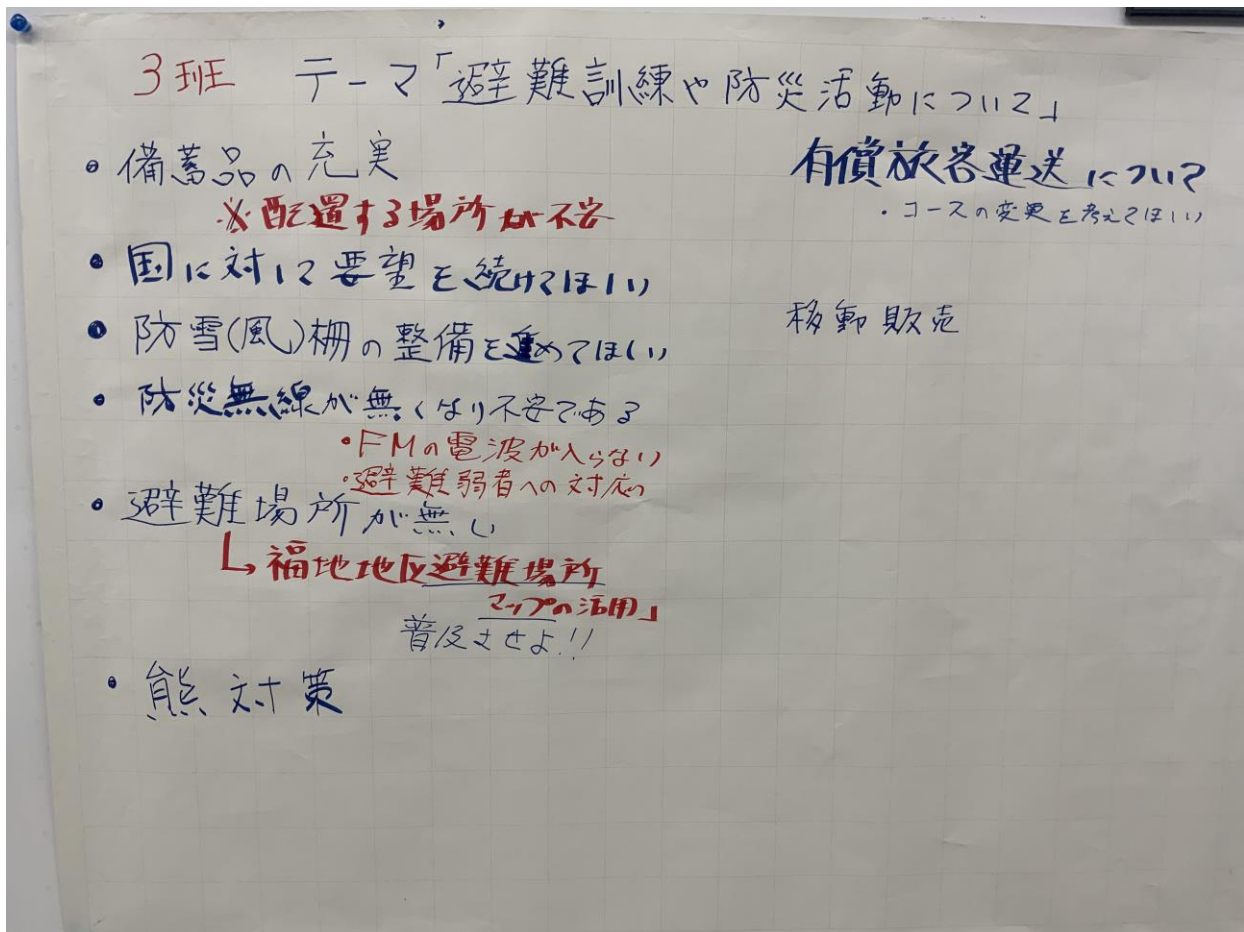 3班 テーマ「避難訓練や防災活動について」
・備蓄品の充実
※配置する場所が不安
・国に対して要望を続けてほしい
・防雪(風)柵の整備を進めてほしい
・防災無線が無くなり不安である
・FMの電波が入らない
・避難弱者への対応
・避難場所が無い
↳福地地区避難場所
マップの活用」
普及させよ!!
・熊対策
有償旅客運送について
・コースの変更を考えてほしい
移動販売